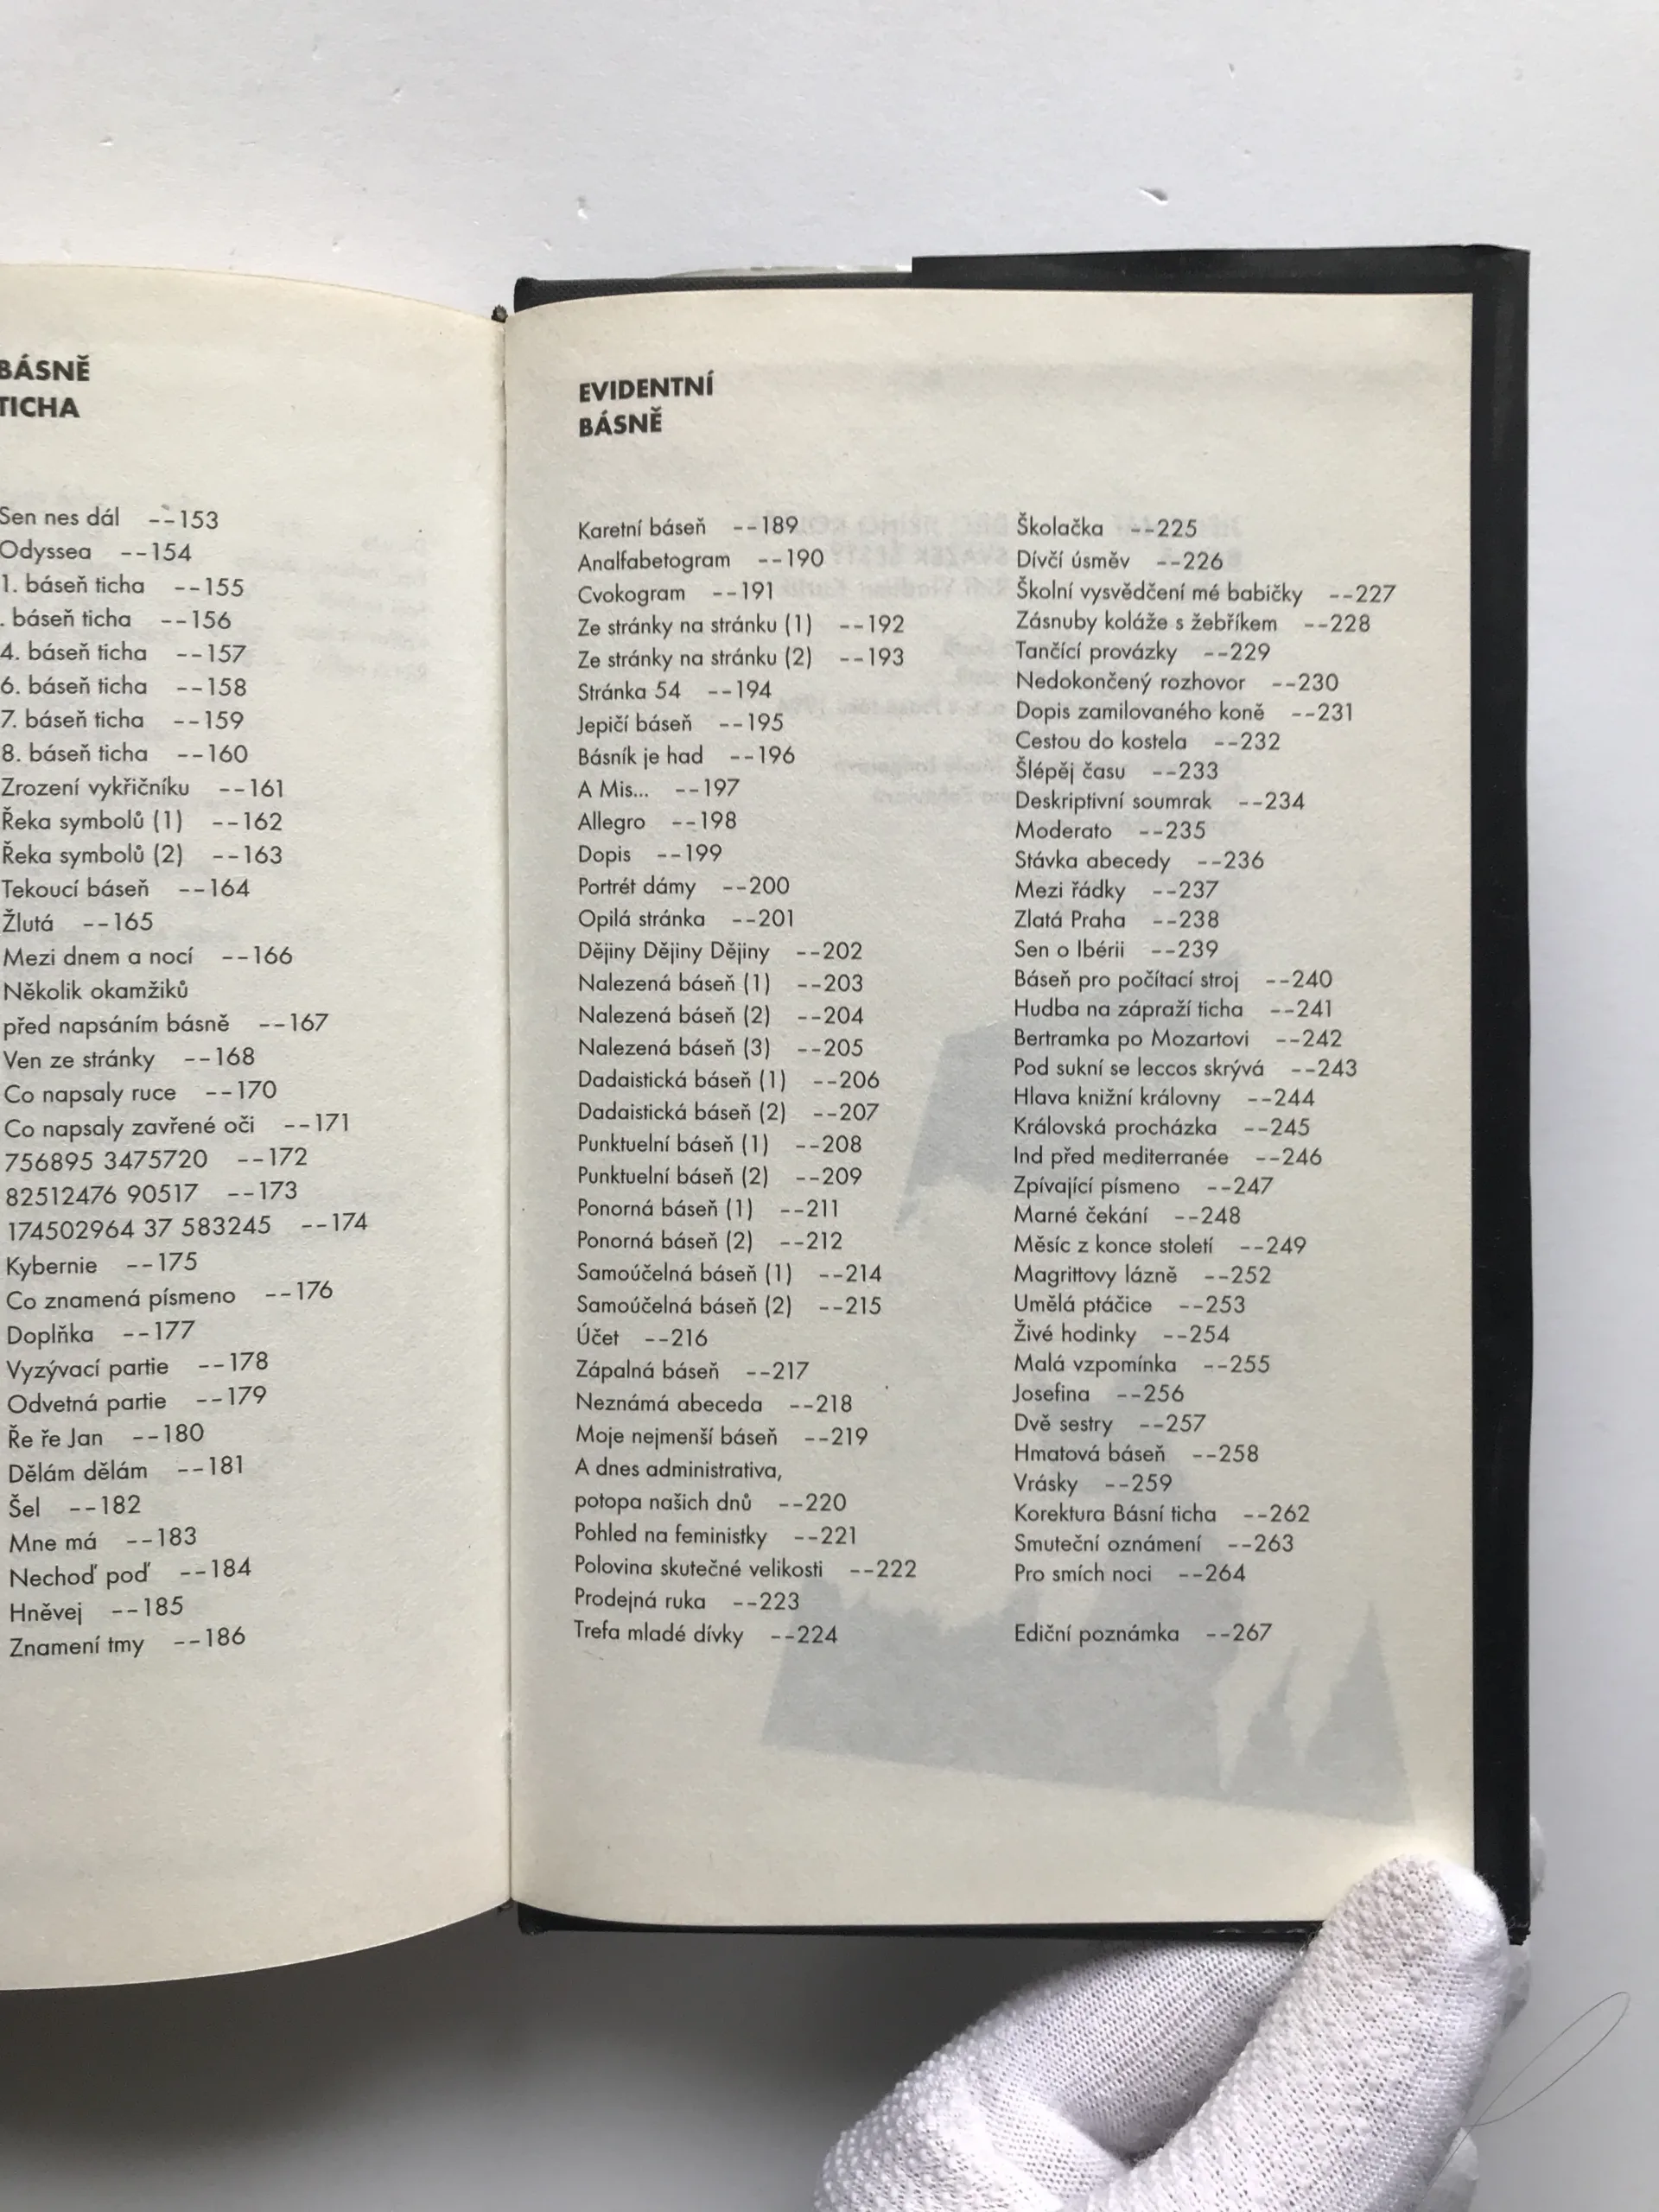 BÁSNĚ
TICHA
Sen nes dál --153
Odyssea --154
1. báseň ticha --155
. báseň ticha --156
4. báseň ticha --157
6. báseň ticha --158
7. báseň ticha --159
8. báseň ticha --160
Zrození vykřičníku --161
Řeka symbolů (1) --162
Řeka symbolů (2) --163
Tekoucí báseň --164
Žlutá --165
Mezi dnem a nocí --166
Několik okamžiků
před napsáním básně --167
Ven ze stránky --168
Co napsaly ruce --170
Co napsaly zavřené oči --171
756895 3475720 --172
82512476 90517 --173
174502964 37 583245 --174
Kybernie --175
Co znamená písmeno --176
Doplňka --177
Vyzývací partie --178
Odvetná partie --179
Ře ře Jan --180
Dělám dělám --181
Šel --182
Mne má --183
Nechoď poď --184
Hněvej --185
Znamení tmy --186
EVIDENTNÍ
BÁSNĚ
Karetní báseň --189
Analfabetogram --190
Cvokogram --191
Ze stránky na stránku (1) --192
Ze stránky na stránku (2) --193
Stránka 54 --194
Jepičí báseň --195
Básník je had --196
A Mis... --197
Allegro --198
Dopis --199
Portrét dámy --200
Opilá stránka --201
Dějiny Dějiny Dějiny --202
Nalezená báseň (1) --203
Nalezená báseň (2) --204
Nalezená báseň (3) --205
Dadaistická báseň (1) --206
Dadaistická báseň (2) --207
Punktuelní báseň (1) --208
Punktuelní báseň (2) --209
Ponorná báseň (1) --211
Ponorná báseň (2) --212
Samoúčelná báseň (1) --214
Samoúčelná báseň (2) --215
Účet --216
Zápalná báseň --217
Neznámá abeceda --218
Moje nejmenší báseň --219
A dnes administrativa,
potopa našich dnů --220
Pohled na feministky --221
Polovina skutečné velikosti --222
Prodejná ruka --223
Trefa mladé dívky --224
Školačka --225
Dívčí úsměv --226
Školní vysvědčení mé babičky --227
Zásnuby koláže s žebříkem --228
Tančící provázky --229
Nedokončený rozhovor --230
Dopis zamilovaného koně --231
Cestou do kostela --232
Šlépěj času --233
Deskriptivní soumrak --234
Moderato --235
Stávka abecedy --236
Mezi řádky --237
Zlatá Praha --238
Sen o Ibérii --239
Báseň pro počítací stroj --240
Hudba na zápraží ticha --241
Bertramka po Mozartovi --242
Pod sukní se leccos skrývá --243
Hlava knižní královny --244
Královská procházka --245
Ind před mediterranée --246
Zpívající písmeno --247
Marné čekání --248
Měsíc z konce století --249
Magrittovy lázně --252
Umělá ptáčice --253
Živé hodinky --254
Malá vzpomínka --255
Josefina --256
Dvě sestry --257
Hmatová báseň --258
Vrásky --259
Korektura Básní ticha --262
Smuteční oznámení --263
Pro smích noci --264
Ediční poznámka --267